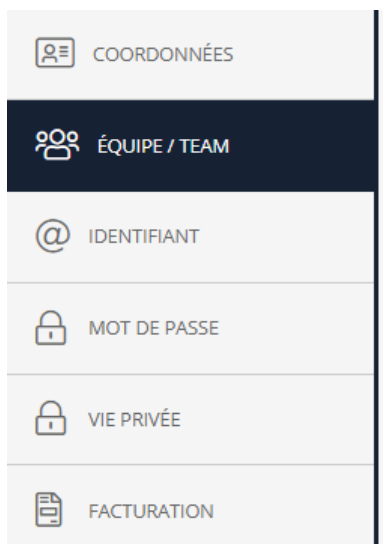 COORDONNÉES
ÉQUIPE / TEAM
IDENTIFIANT
MOT DE PASSE
VIE PRIVÉE
FACTURATION